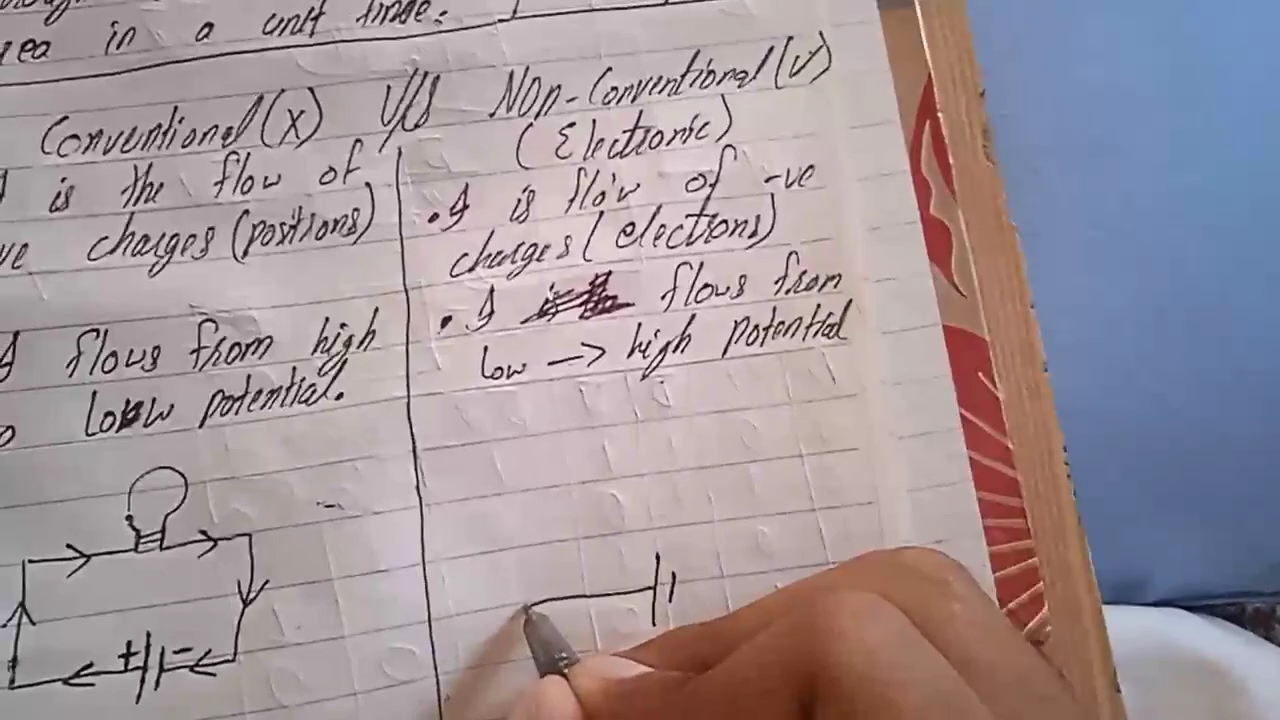 area in a unit time.
Conventional (X) V/s Non-Conventional (✓)
(Electronic)
is the flow of
ve charges (positions)
flows from high
low potential.
• I is flow of -ve
charges (elections)
• I flows from
low → high potential
+ -